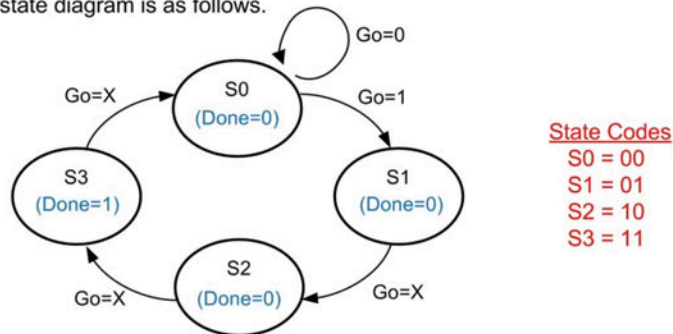 state diagram is as follows.
Go=0
S0
(Done=0)
Go=X
Go=1
S3
(Done=1)
S1
(Done=0)
S2
(Done=0)
Go=X
Go=X
State Codes
S0 = 00
S1 = 01
S2 = 10
S3 = 11